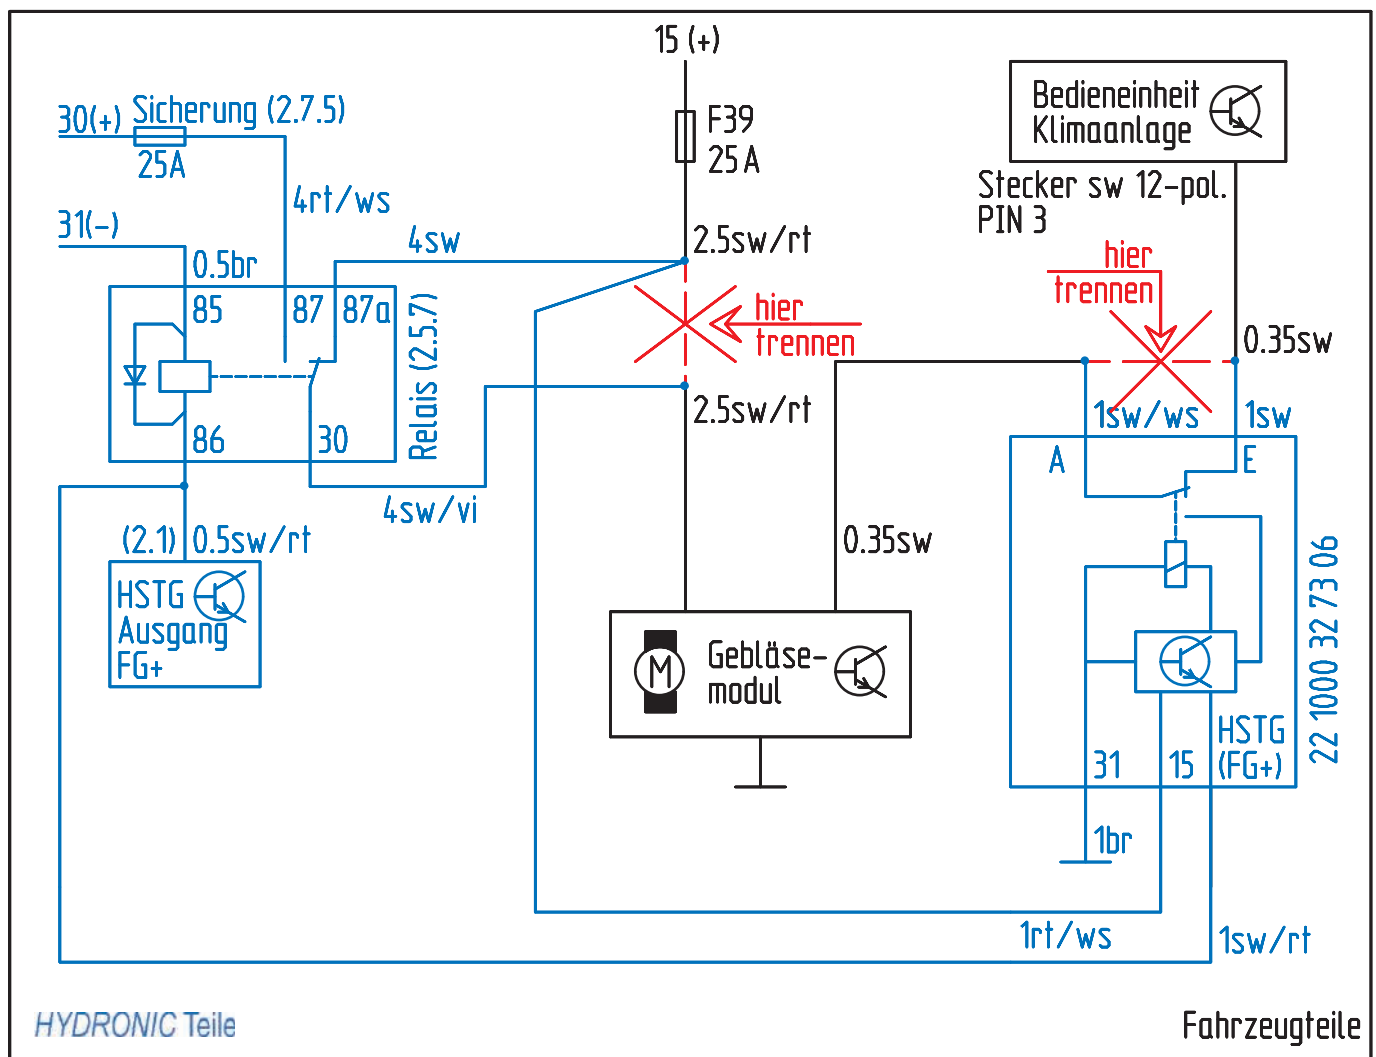 15 (+)
30(+) Sicherung (2.7.5)
25A
F39
25 A
Bedieneinheit
Klimaanlage
Stecker sw 12-pol.
PIN 3
4rt/ws
31(-)
4sw
2.5sw/rt
0.5br
hier
trennen
85
87
87a
Relais (2.5.7)
hier
trennen
0.35sw
2.5sw/rt
1sw/ws
1sw
86
30
A
E
4sw/vi
(2.1)
0.5sw/rt
0.35sw
HSTG
Ausgang
FG+
M
Gebläse-
modul
22 1000 32 73 06
HSTG
(FG+)
31
15
1br
1rt/ws
1sw/rt
HYDRONIC Teile
Fahrzeugteile